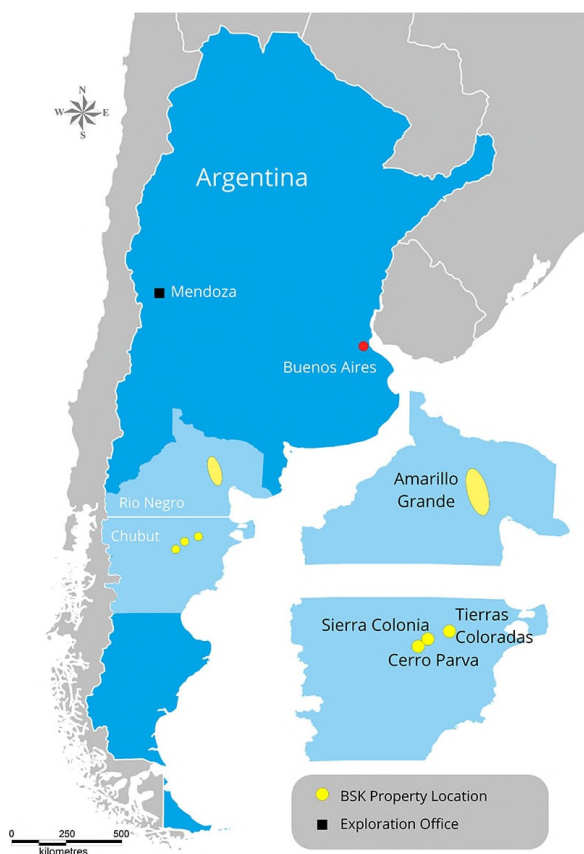 N
W E
S
Argentina
Mendoza
Buenos Aires
Rio Negro
Chubut
Amarillo
Grande
Sierra Colonia
Tierras
Coloradas
Cerro Parva
BSK Property Location
Exploration Office
0 250 500
kilometres